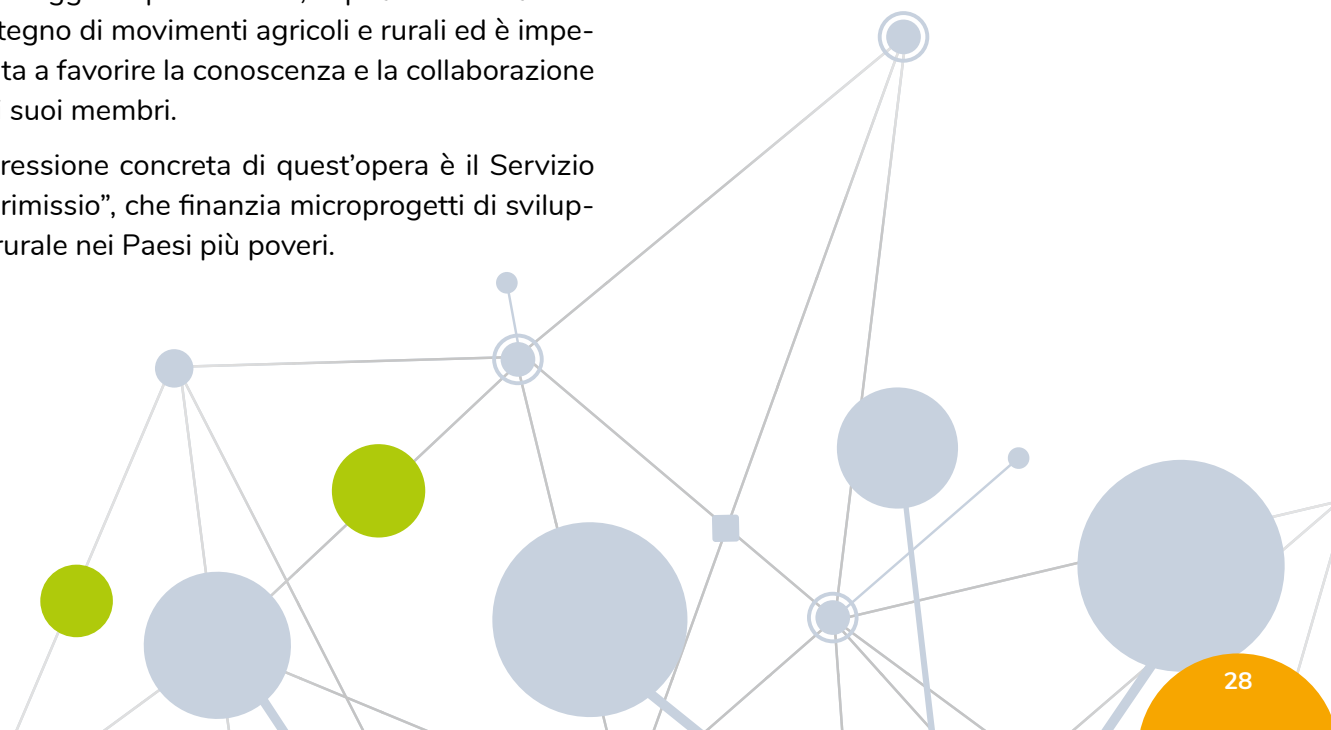 tegno di movimenti agricoli e rurali ed è impe-
ta a favorire la conoscenza e la collaborazione
suoi membri.
ressione concreta di quest’opera è il Servizio
rimissio”, che finanzia microprogetti di svilup-
rurale nei Paesi più poveri.
28